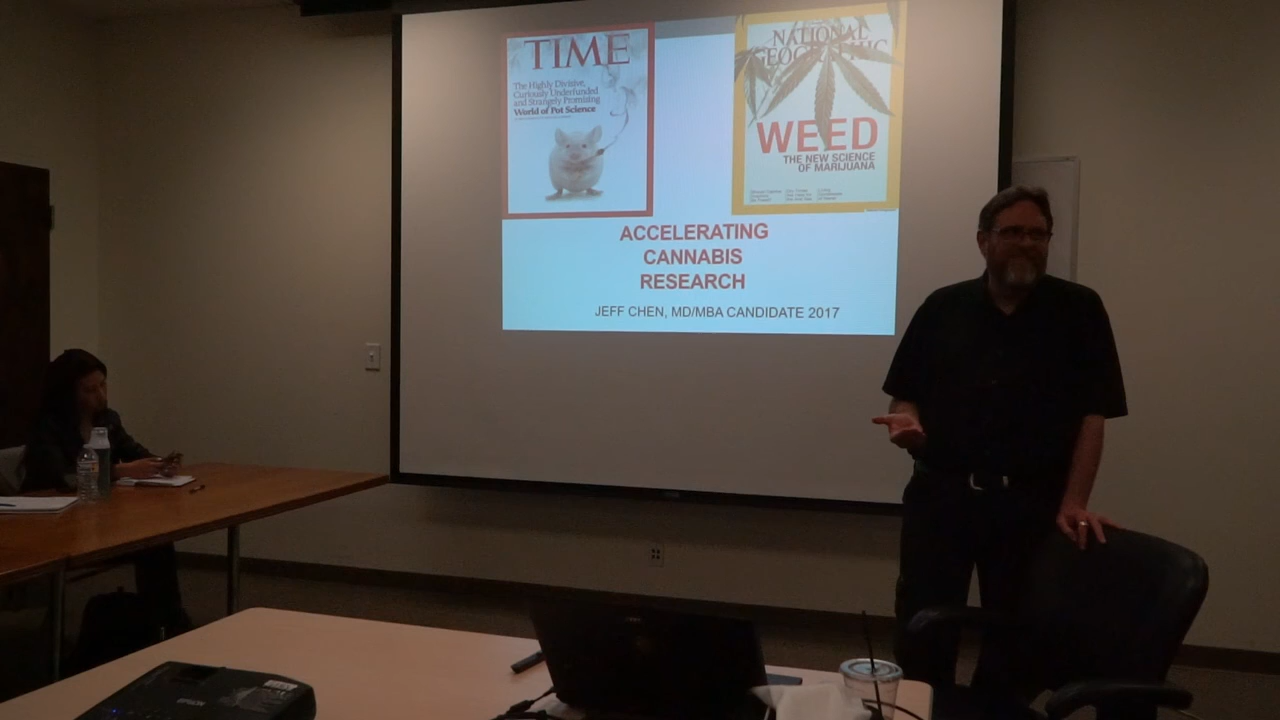 TIME
The Highly Divisive,
Curiously Underfunded
and Strangely Promising
World of Pot Science
NATIONAL
GEOGRAPHIC
WEED
THE NEW SCIENCE
OF MARIJUANA
ACCELERATING
CANNABIS
RESEARCH
JEFF CHEN, MD/MBA CANDIDATE 2017
EPSON